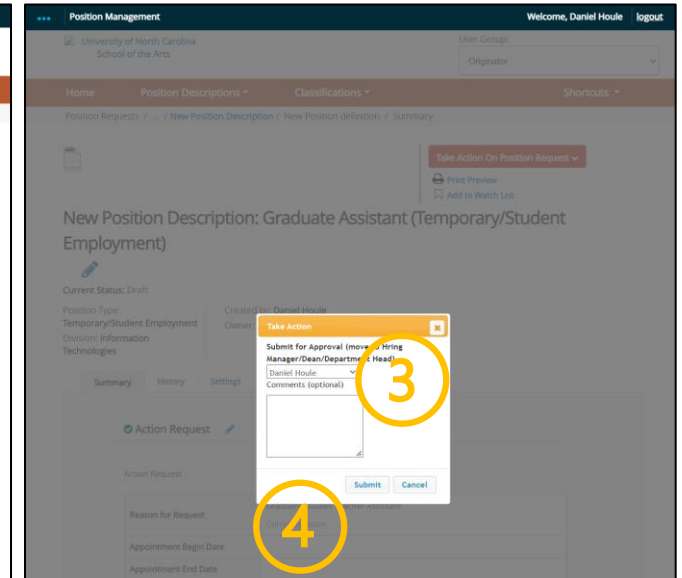 ••• Position Management Welcome, Daniel Houle logout
University of North Carolina
School of the Arts
User Group:
Originator
Home Position Descriptions Classifications Shortcuts
Position Requests / ... / New Position Description / New Position definition / Summary
Take Action On Position Request
Print Preview
Add to Watch List
New Position Description: Graduate Assistant (Temporary/Student
Employment)
Current Status: Draft
Position Type:
Temporary/Student Employment
Division: Information
Technologies
Created by: Daniel Houle
Owner:
Take Action
Submit for Approval (move to Hiring
Manager/Dean/Department Head)
Daniel Houle
Comments (optional)
Submit Cancel
3
4
Summary History Settings
Action Request
Action Request
Reason for Request
Appointment Begin Date
Appointment End Date